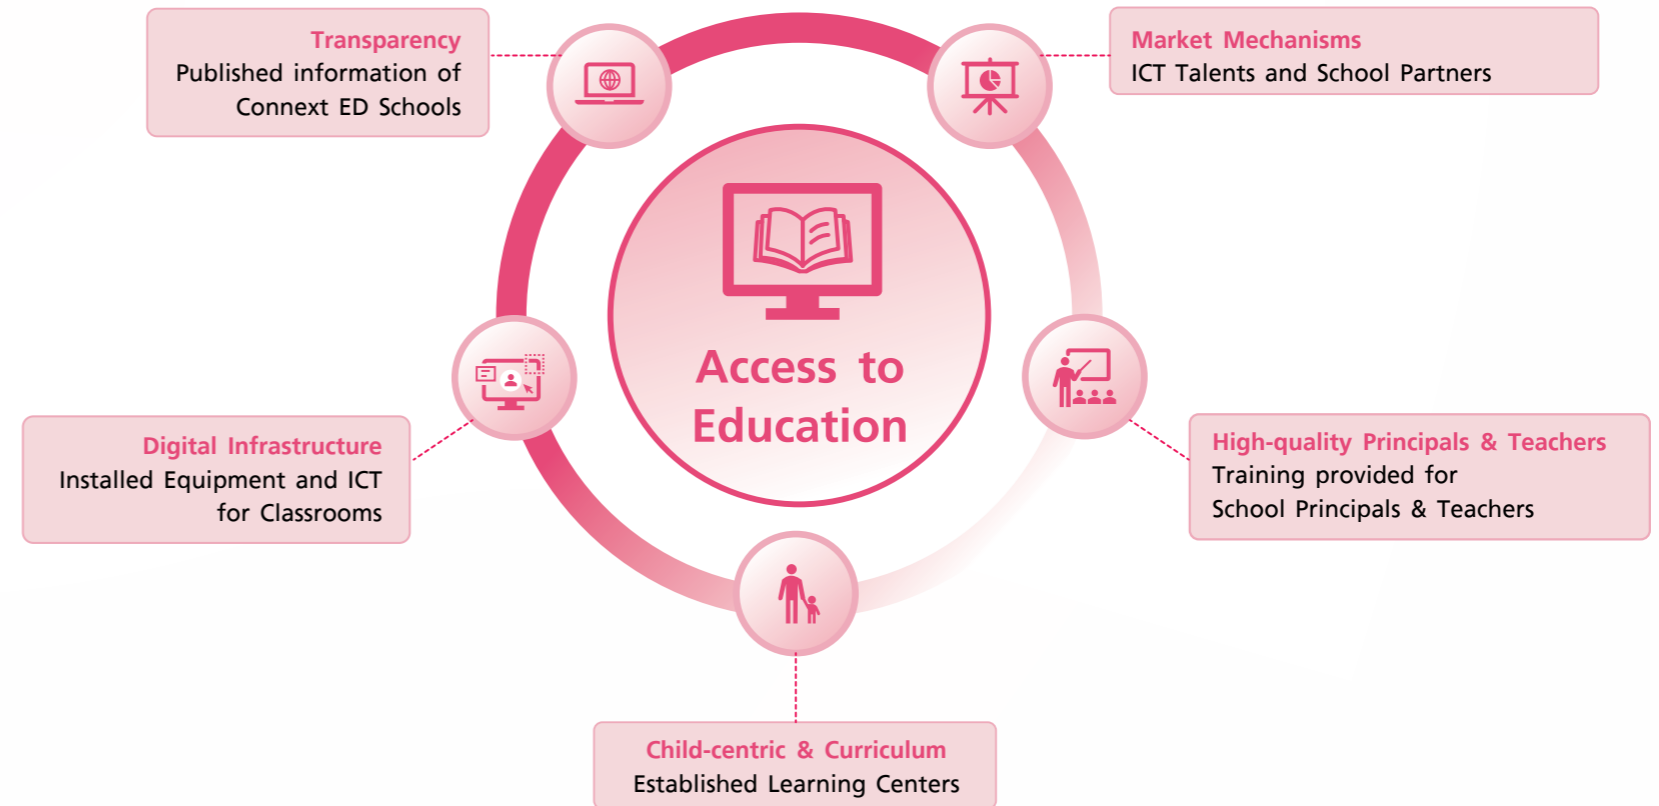 Transparency
Published information of
Connext ED Schools
Market Mechanisms
ICT Talents and School Partners
Access to
Education
Digital Infrastructure
Installed Equipment and ICT
for Classrooms
High-quality Principals & Teachers
Training provided for
School Principals & Teachers
Child-centric & Curriculum
Established Learning Centers